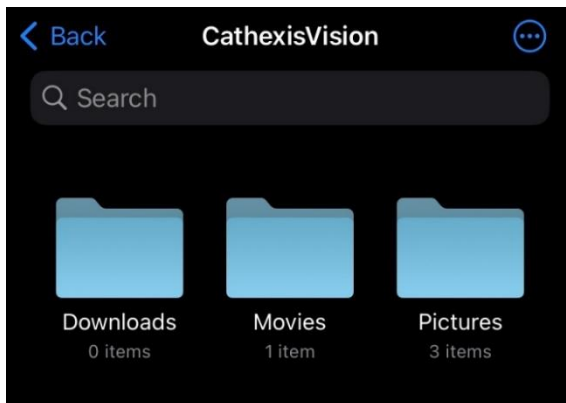 Back CathexisVision
Search
Downloads Movies Pictures
0 items 1 item 3 items